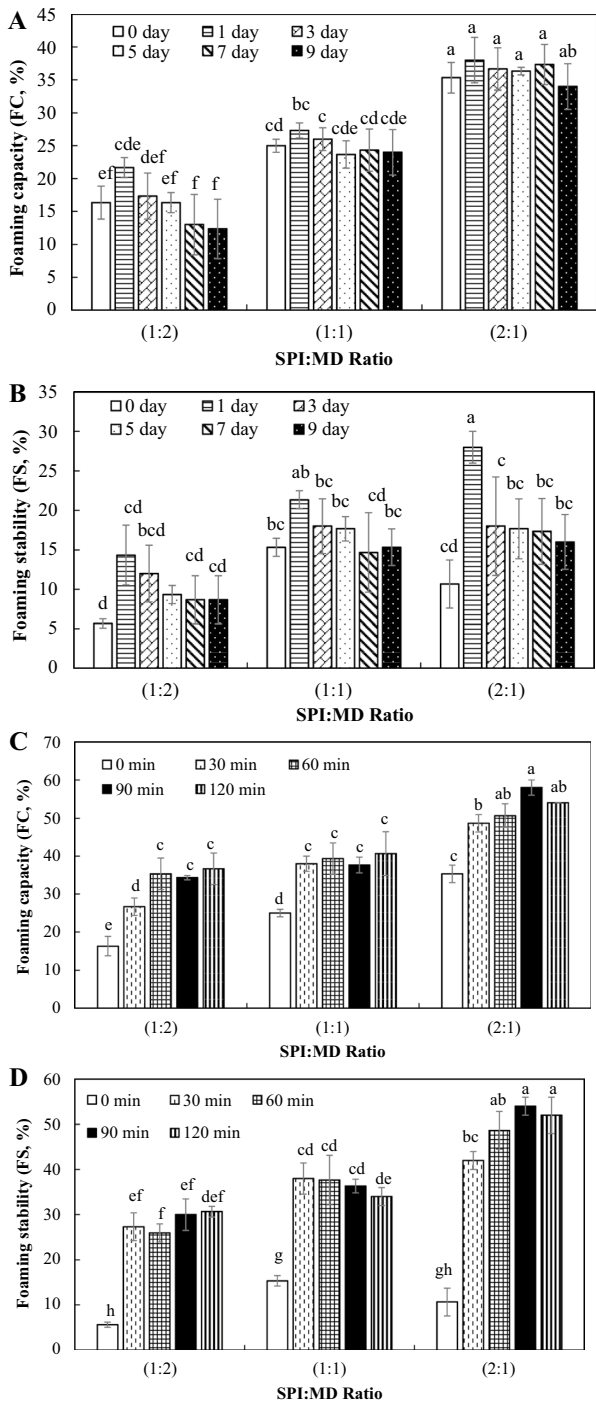 A
Foaming capacity (FC, %)
45
40
35
30
25
20
15
10
5
0
0 day 1 day 3 day
5 day 7 day 9 day
ef cde def ef f f
cd bc c cde cd cde
a a a a a ab
(1:2) (1:1) (2:1)
SPI:MD Ratio
B
Foaming stability (FS, %)
35
30
25
20
15
10
5
0
0 day 1 day 3 day
5 day 7 day 9 day
d cd bcd cd cd
bc ab bc bc cd bc
cd a c bc bc bc
(1:2) (1:1) (2:1)
SPI:MD Ratio
C
Foaming capacity (FC, %)
70
60
50
40
30
20
10
0
0 min 30 min 60 min
90 min 120 min
e d c c c
d c c c c
c b ab a ab
(1:2) (1:1) (2:1)
SPI:MD Ratio
D
Foaming stability (FS, %)
60
50
40
30
20
10
0
0 min 30 min 60 min
90 min 120 min
h ef f ef def
g cd cd cd de
gh bc ab a a
(1:2) (1:1) (2:1)
SPI:MD Ratio